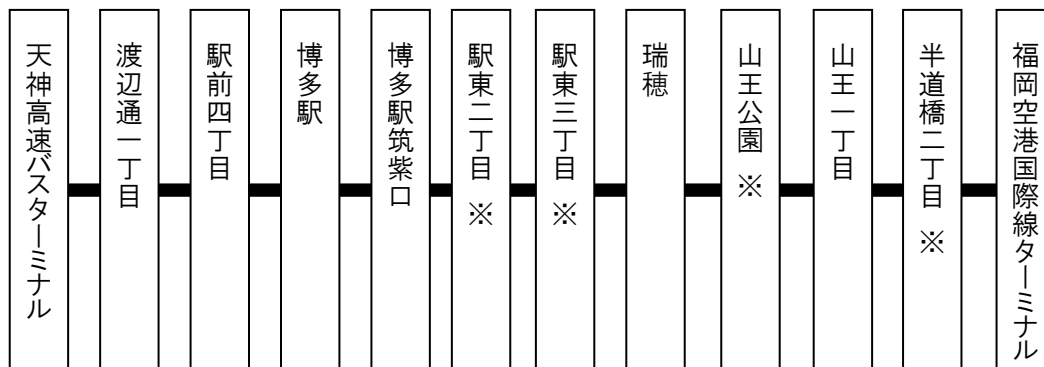 天神高速バスターミナル
渡辺通一丁目
駅前四丁目
博多駅
博多駅筑紫口
駅東二丁目 ※
駅東三丁目 ※
瑞穂
山王公園 ※
山王一丁目
半道橋二丁目 ※
福岡空港国際線ターミナル